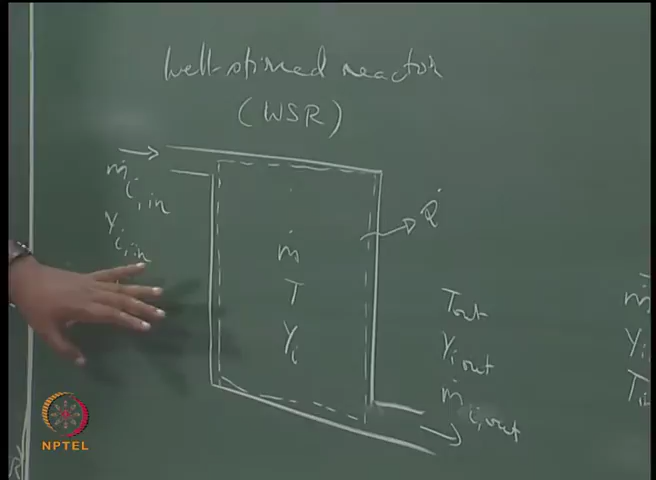 Well-stirred reactor
(WSR)
ṁi,in
Yi,in
Q̇
ṁ
T
Yi
Tout
Yi out
ṁi,out
NPTEL